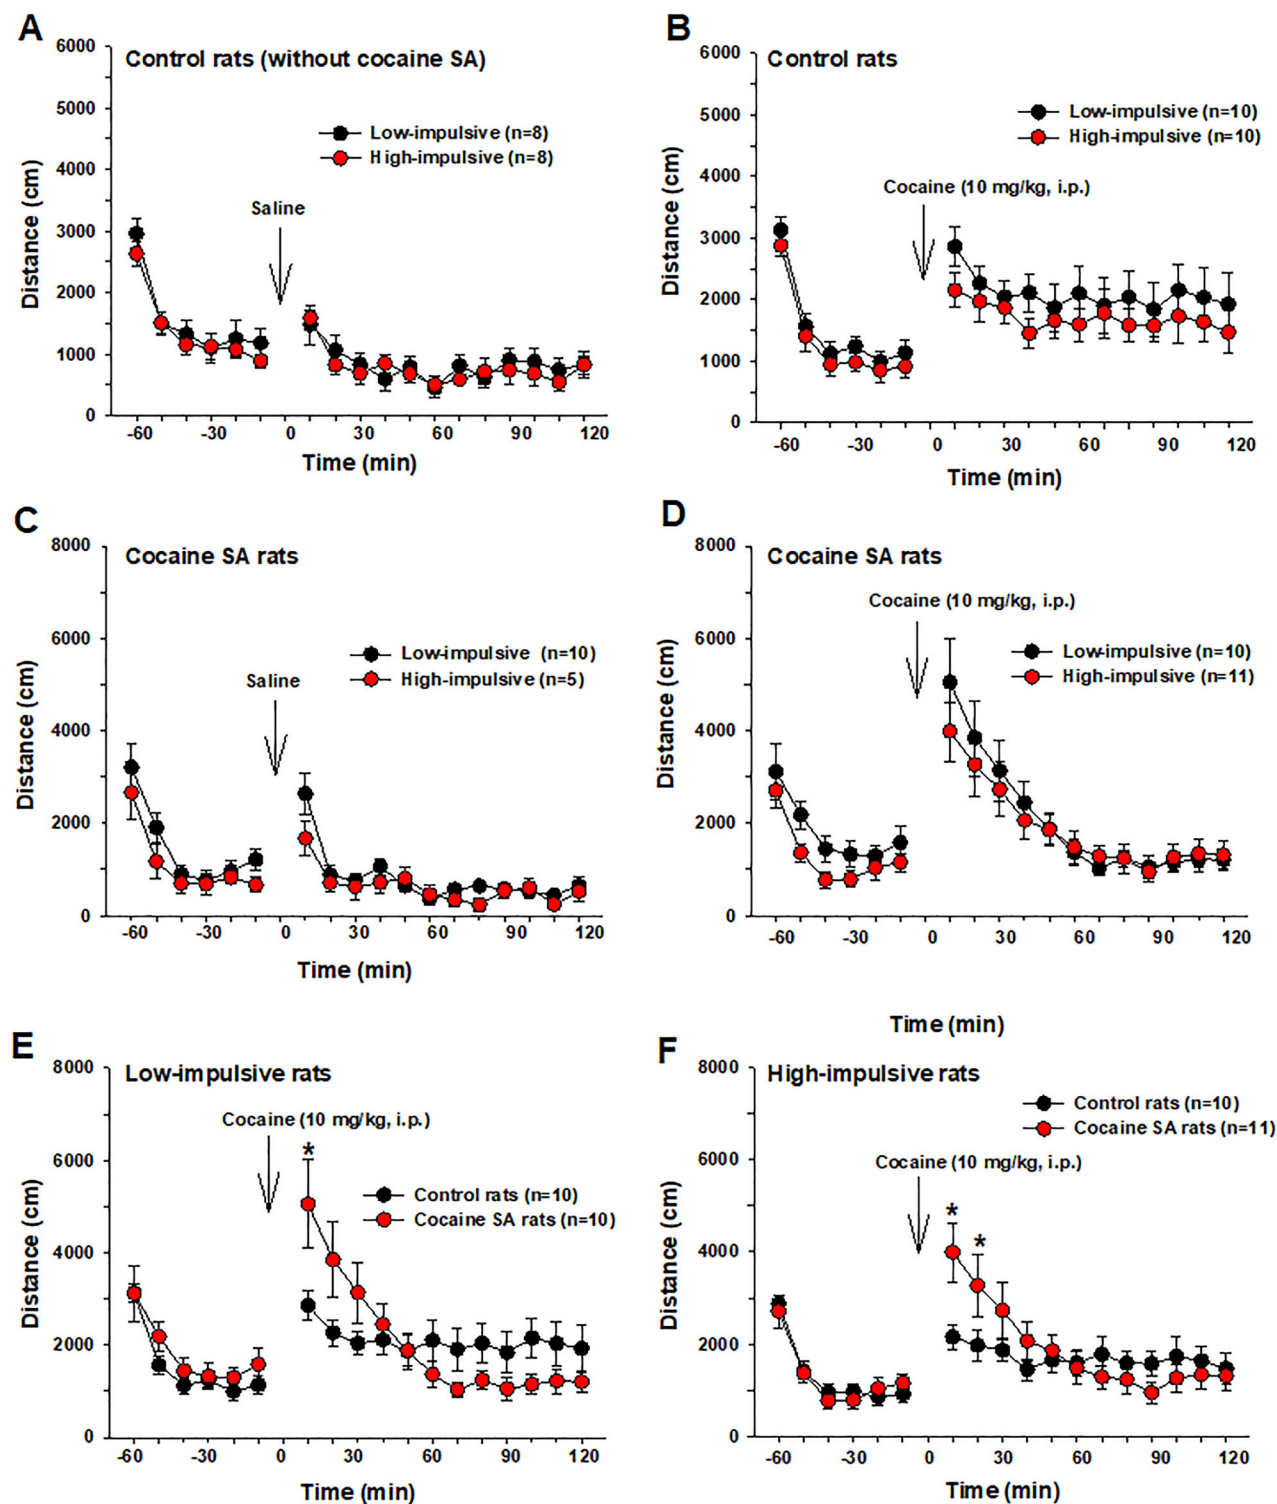 A
Control rats (without cocaine SA)
6000
5000
4000
3000
2000
1000
0
Distance (cm)
Low-impulsive (n=8)
High-impulsive (n=8)
Saline
-60 -30 0 30 60 90 120
Time (min)
B
Control rats
6000
5000
4000
3000
2000
1000
0
Distance (cm)
Low-impulsive (n=10)
High-impulsive (n=10)
Cocaine (10 mg/kg, i.p.)
-60 -30 0 30 60 90 120
Time (min)
C
Cocaine SA rats
8000
6000
4000
2000
0
Distance (cm)
Low-impulsive (n=10)
High-impulsive (n=5)
Saline
-60 -30 0 30 60 90 120
Time (min)
D
Cocaine SA rats
8000
6000
4000
2000
0
Distance (cm)
Cocaine (10 mg/kg, i.p.)
Low-impulsive (n=10)
High-impulsive (n=11)
-60 -30 0 30 60 90 120
Time (min)
E
Low-impulsive rats
8000
6000
4000
2000
0
Distance (cm)
Cocaine (10 mg/kg, i.p.)
*
Control rats (n=10)
Cocaine SA rats (n=10)
-60 -30 0 30 60 90 120
Time (min)
F
High-impulsive rats
8000
6000
4000
2000
0
Distance (cm)
Control rats (n=10)
Cocaine SA rats (n=11)
Cocaine (10 mg/kg, i.p.)
* *
-60 -30 0 30 60 90 120
Time (min)